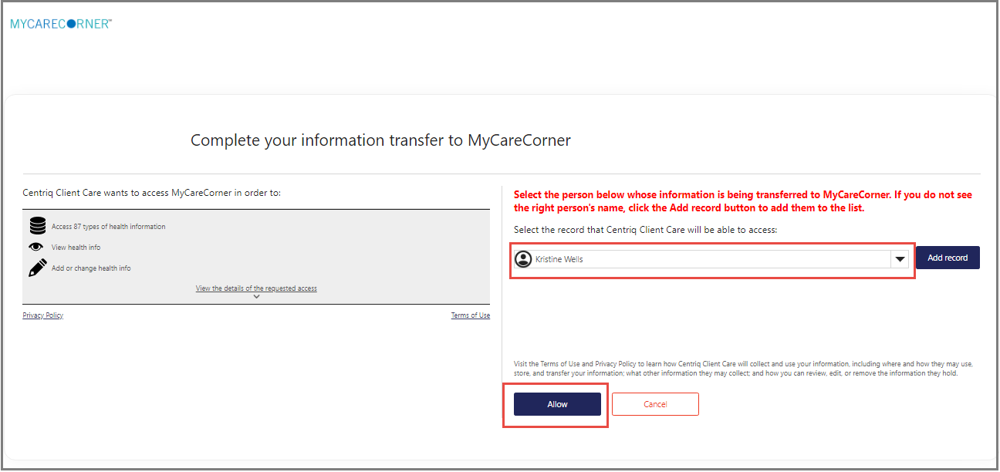 MYCARECORNER™
Complete your information transfer to MyCareCorner
Centriq Client Care wants to access MyCareCorner in order to:
Access 87 types of health information
View health info
Add or change health info
View the details of the requested access
Privacy Policy
Terms of Use
Select the person below whose information is being transferred to MyCareCorner. If you do not see
the right person's name, click the Add record button to add them to the list.
Select the record that Centriq Client Care will be able to access:
Kristine Wells
Add record
Visit the Terms of Use and Privacy Policy to learn how Centriq Client Care will collect and use your information, including where and how they may use,
store, and transfer your information; what other information they may collect; and how you can review, edit, or remove the information they hold.
Allow
Cancel